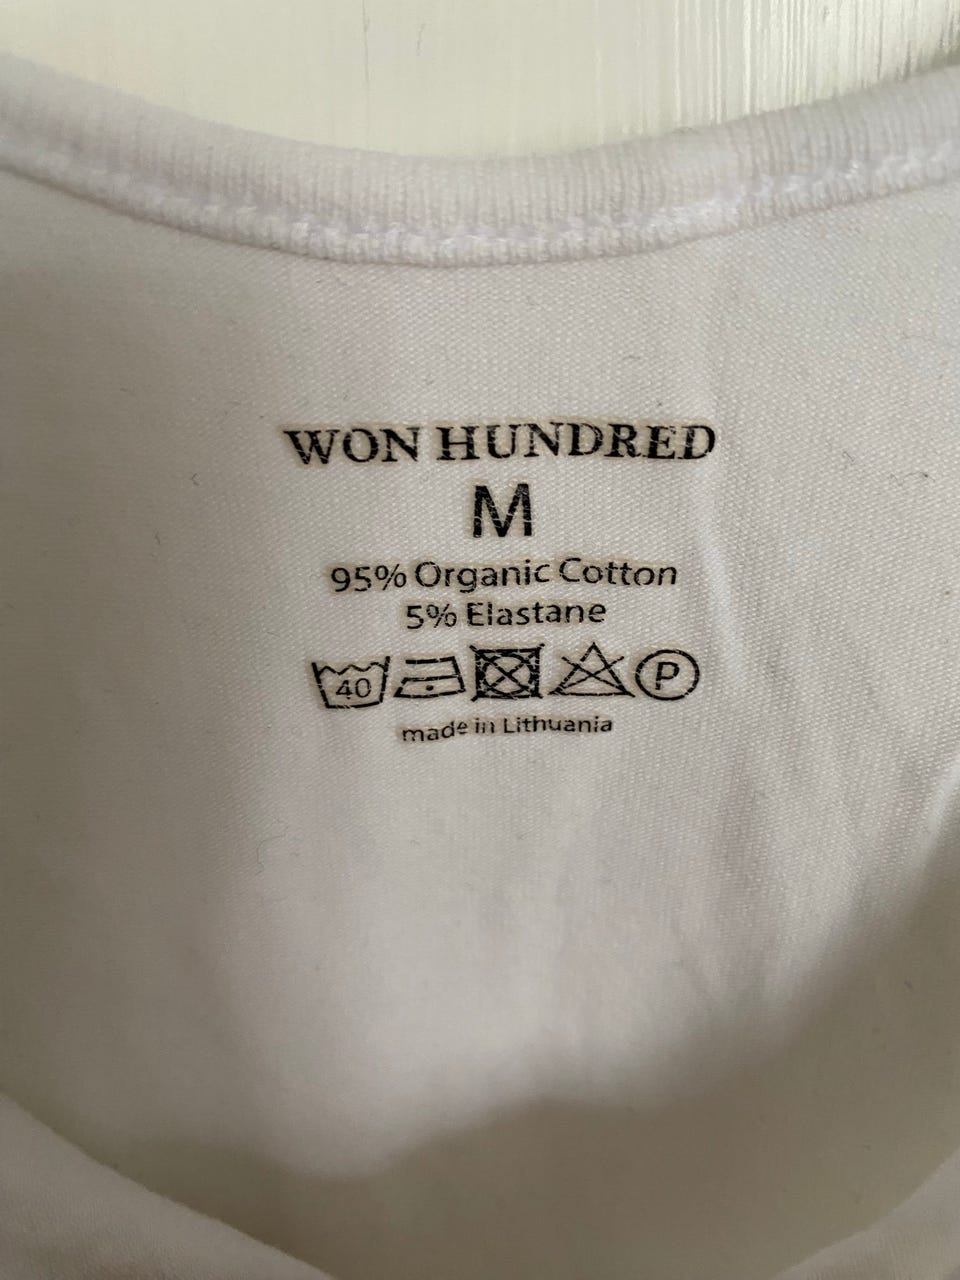 WON HUNDRED
M
95% Organic Cotton
5% Elastane
40 P
made in Lithuania